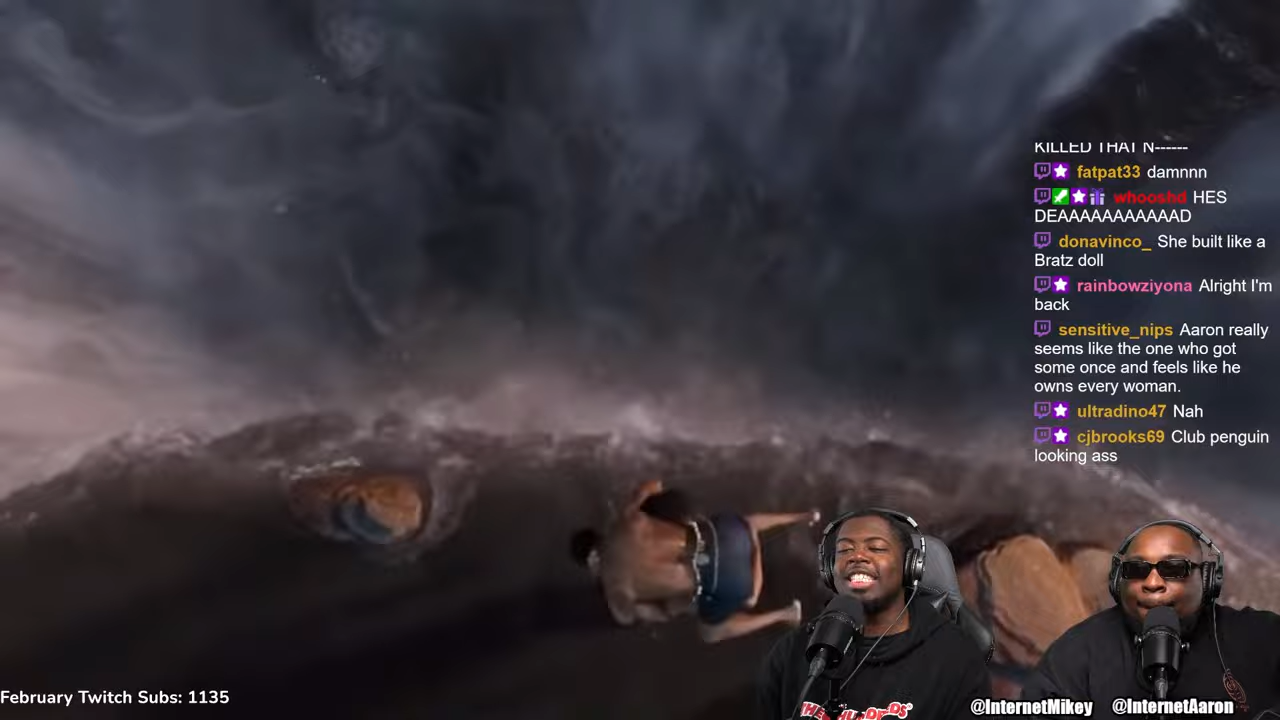 KILLED THAT N------
fatpat33 damnnn
whooshd HES
DEAAAAAAAAAAAD
donavinco_ She built like a
Bratz doll
rainbowziyona Alright I'm
back
sensitive_nips Aaron really
seems like the one who got
some once and feels like he
owns every woman.
ultradino47 Nah
cjbrooks69 Club penguin
looking ass
February Twitch Subs: 1135
@InternetMikey
@InternetAaron